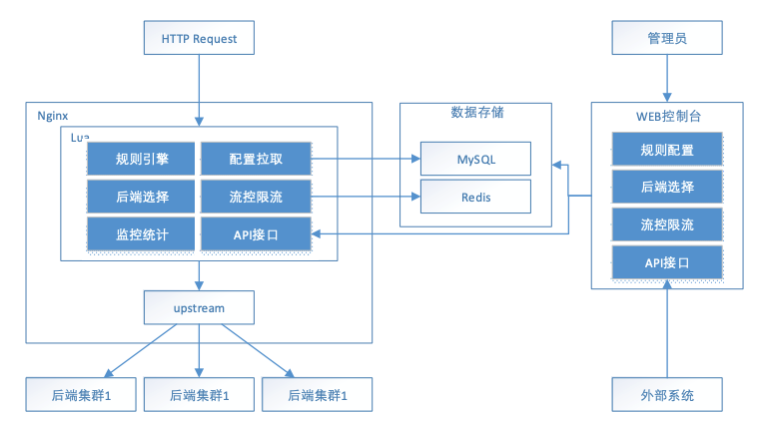 HTTP Request
管理员
Nginx
Lua
规则引擎
配置拉取
后端选择
流控限流
监控统计
API接口
upstream
后端集群1
后端集群1
后端集群1
数据存储
MySQL
Redis
WEB控制台
规则配置
后端选择
流控限流
API接口
外部系统